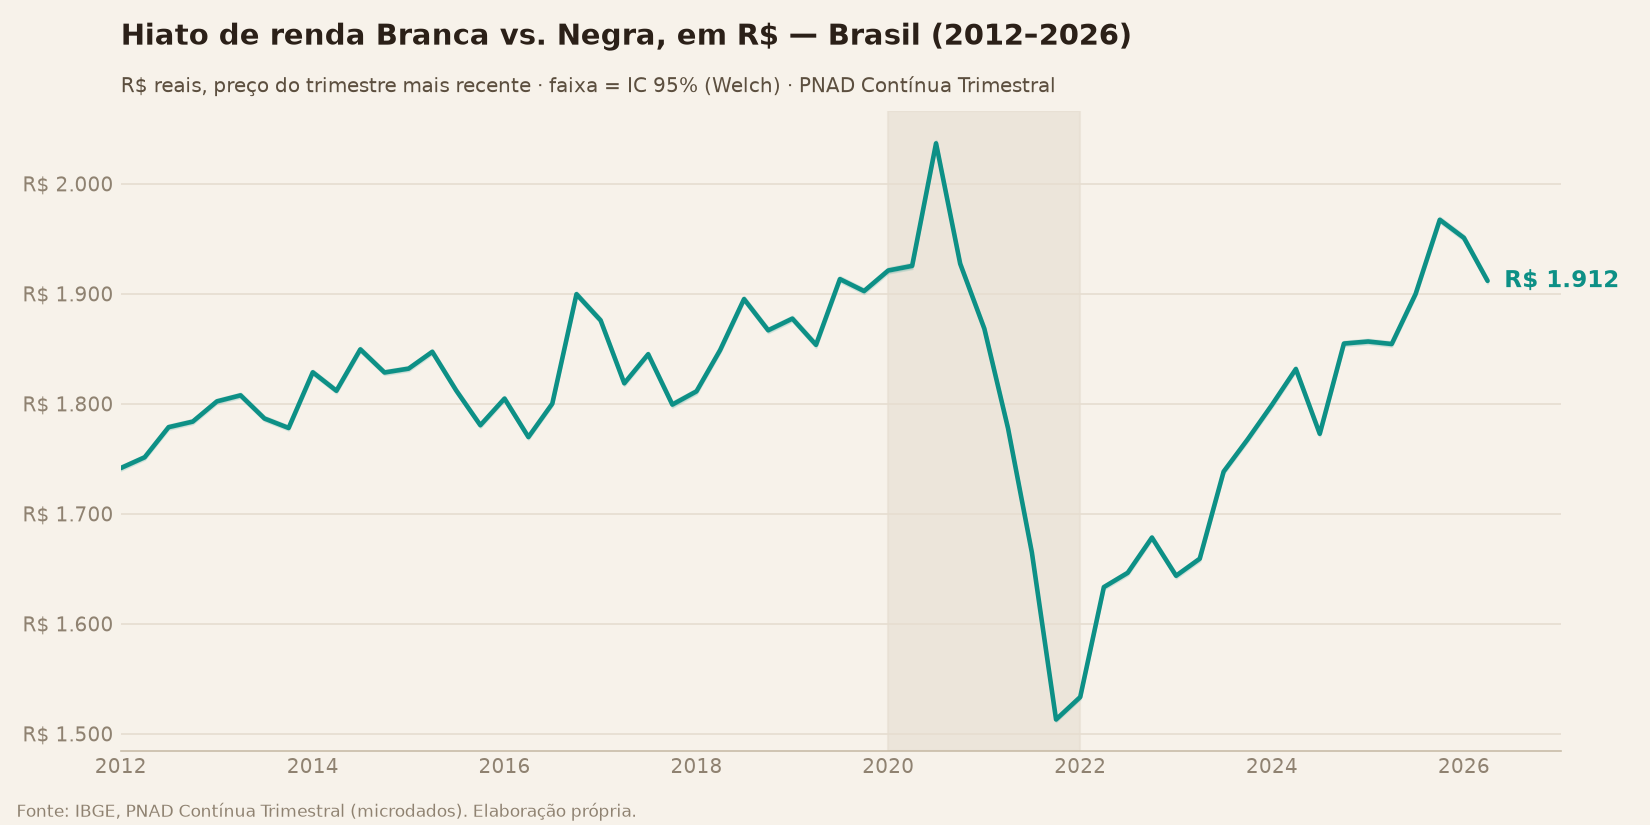 Hiato de renda Branca vs. Negra, em R$ — Brasil (2012–2026)
R$ reais, preço do trimestre mais recente · faixa = IC 95% (Welch) · PNAD Contínua Trimestral
R$ 2.000
R$ 1.900
R$ 1.800
R$ 1.700
R$ 1.600
R$ 1.500
R$ 1.912
2012 2014 2016 2018 2020 2022 2024 2026
Fonte: IBGE, PNAD Contínua Trimestral (microdados). Elaboração própria.